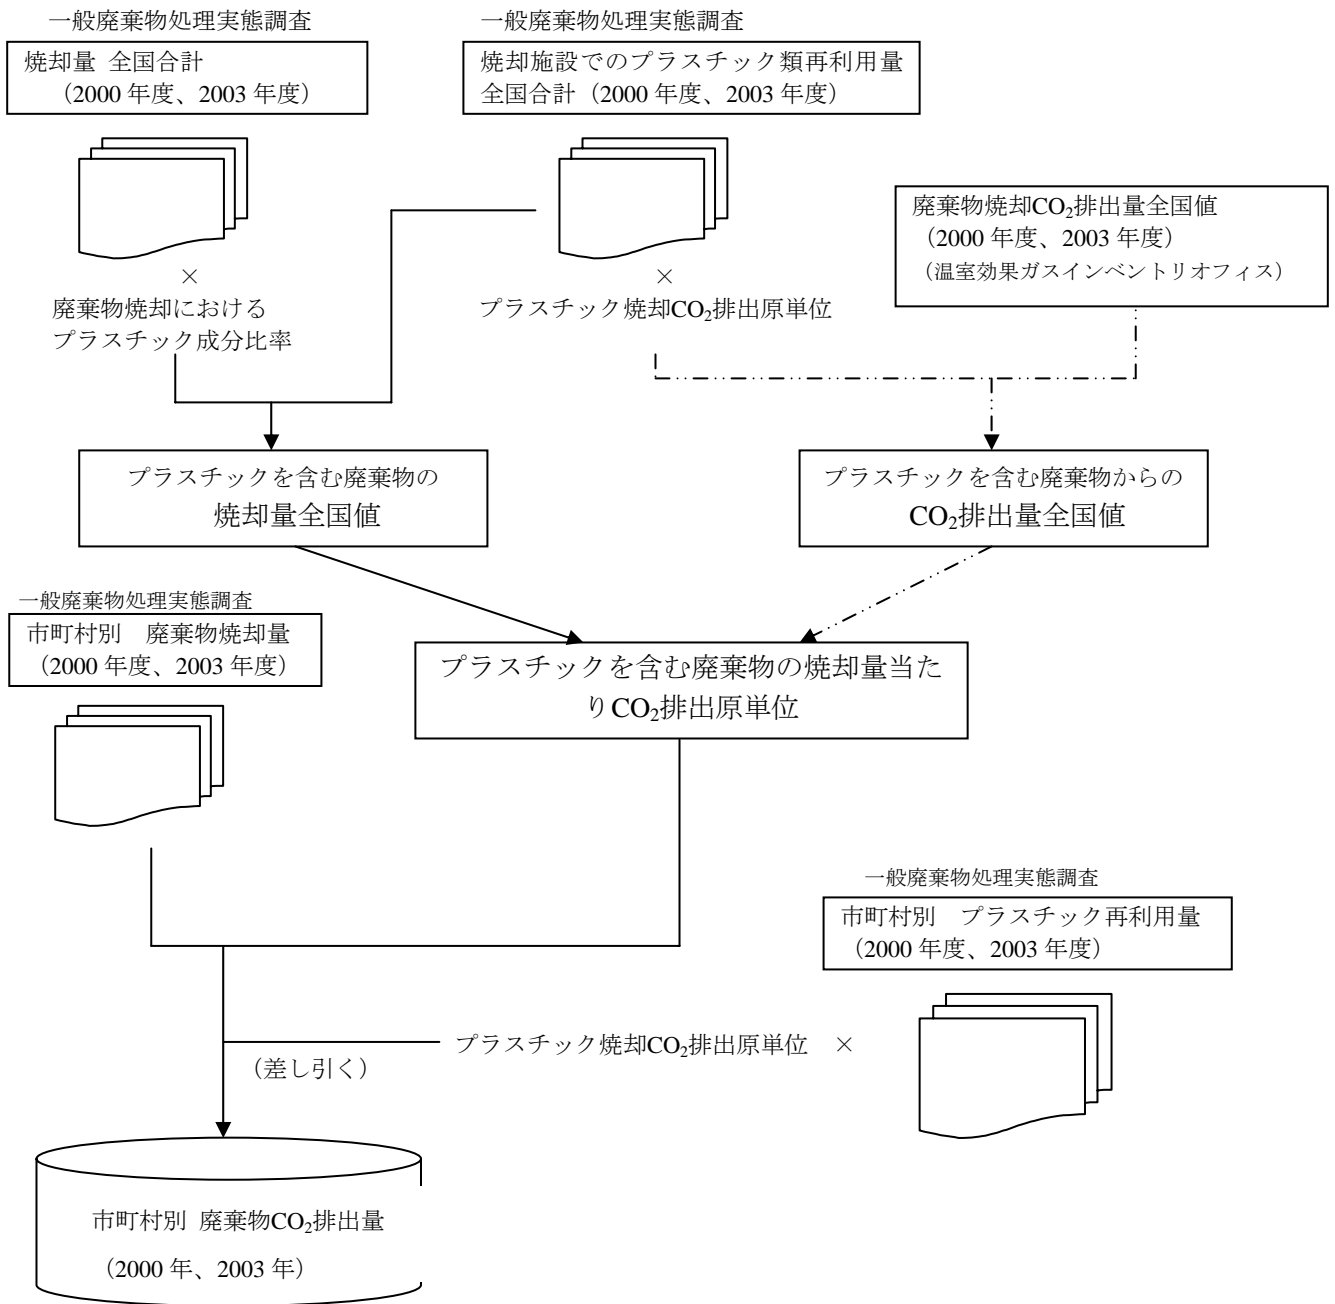 一般廃棄物処理実態調査
焼却量 全国合計
（2000 年度、2003 年度）
×
廃棄物焼却における
プラスチック成分比率
一般廃棄物処理実態調査
焼却施設でのプラスチック類再利用量
全国合計（2000 年度、2003 年度）
×
プラスチック焼却CO₂排出原単位
廃棄物焼却CO₂排出量全国値
（2000 年度、2003 年度）
（温室効果ガスインベントリオフィス）
プラスチックを含む廃棄物の
焼却量全国値
プラスチックを含む廃棄物からの
CO₂排出量全国値
一般廃棄物処理実態調査
市町村別　廃棄物焼却量
（2000 年度、2003 年度）
プラスチックを含む廃棄物の焼却量当た
りCO₂排出原単位
一般廃棄物処理実態調査
市町村別　プラスチック再利用量
（2000 年度、2003 年度）
プラスチック焼却CO₂排出原単位　×
（差し引く）
市町村別 廃棄物CO₂排出量
（2000 年、2003 年）